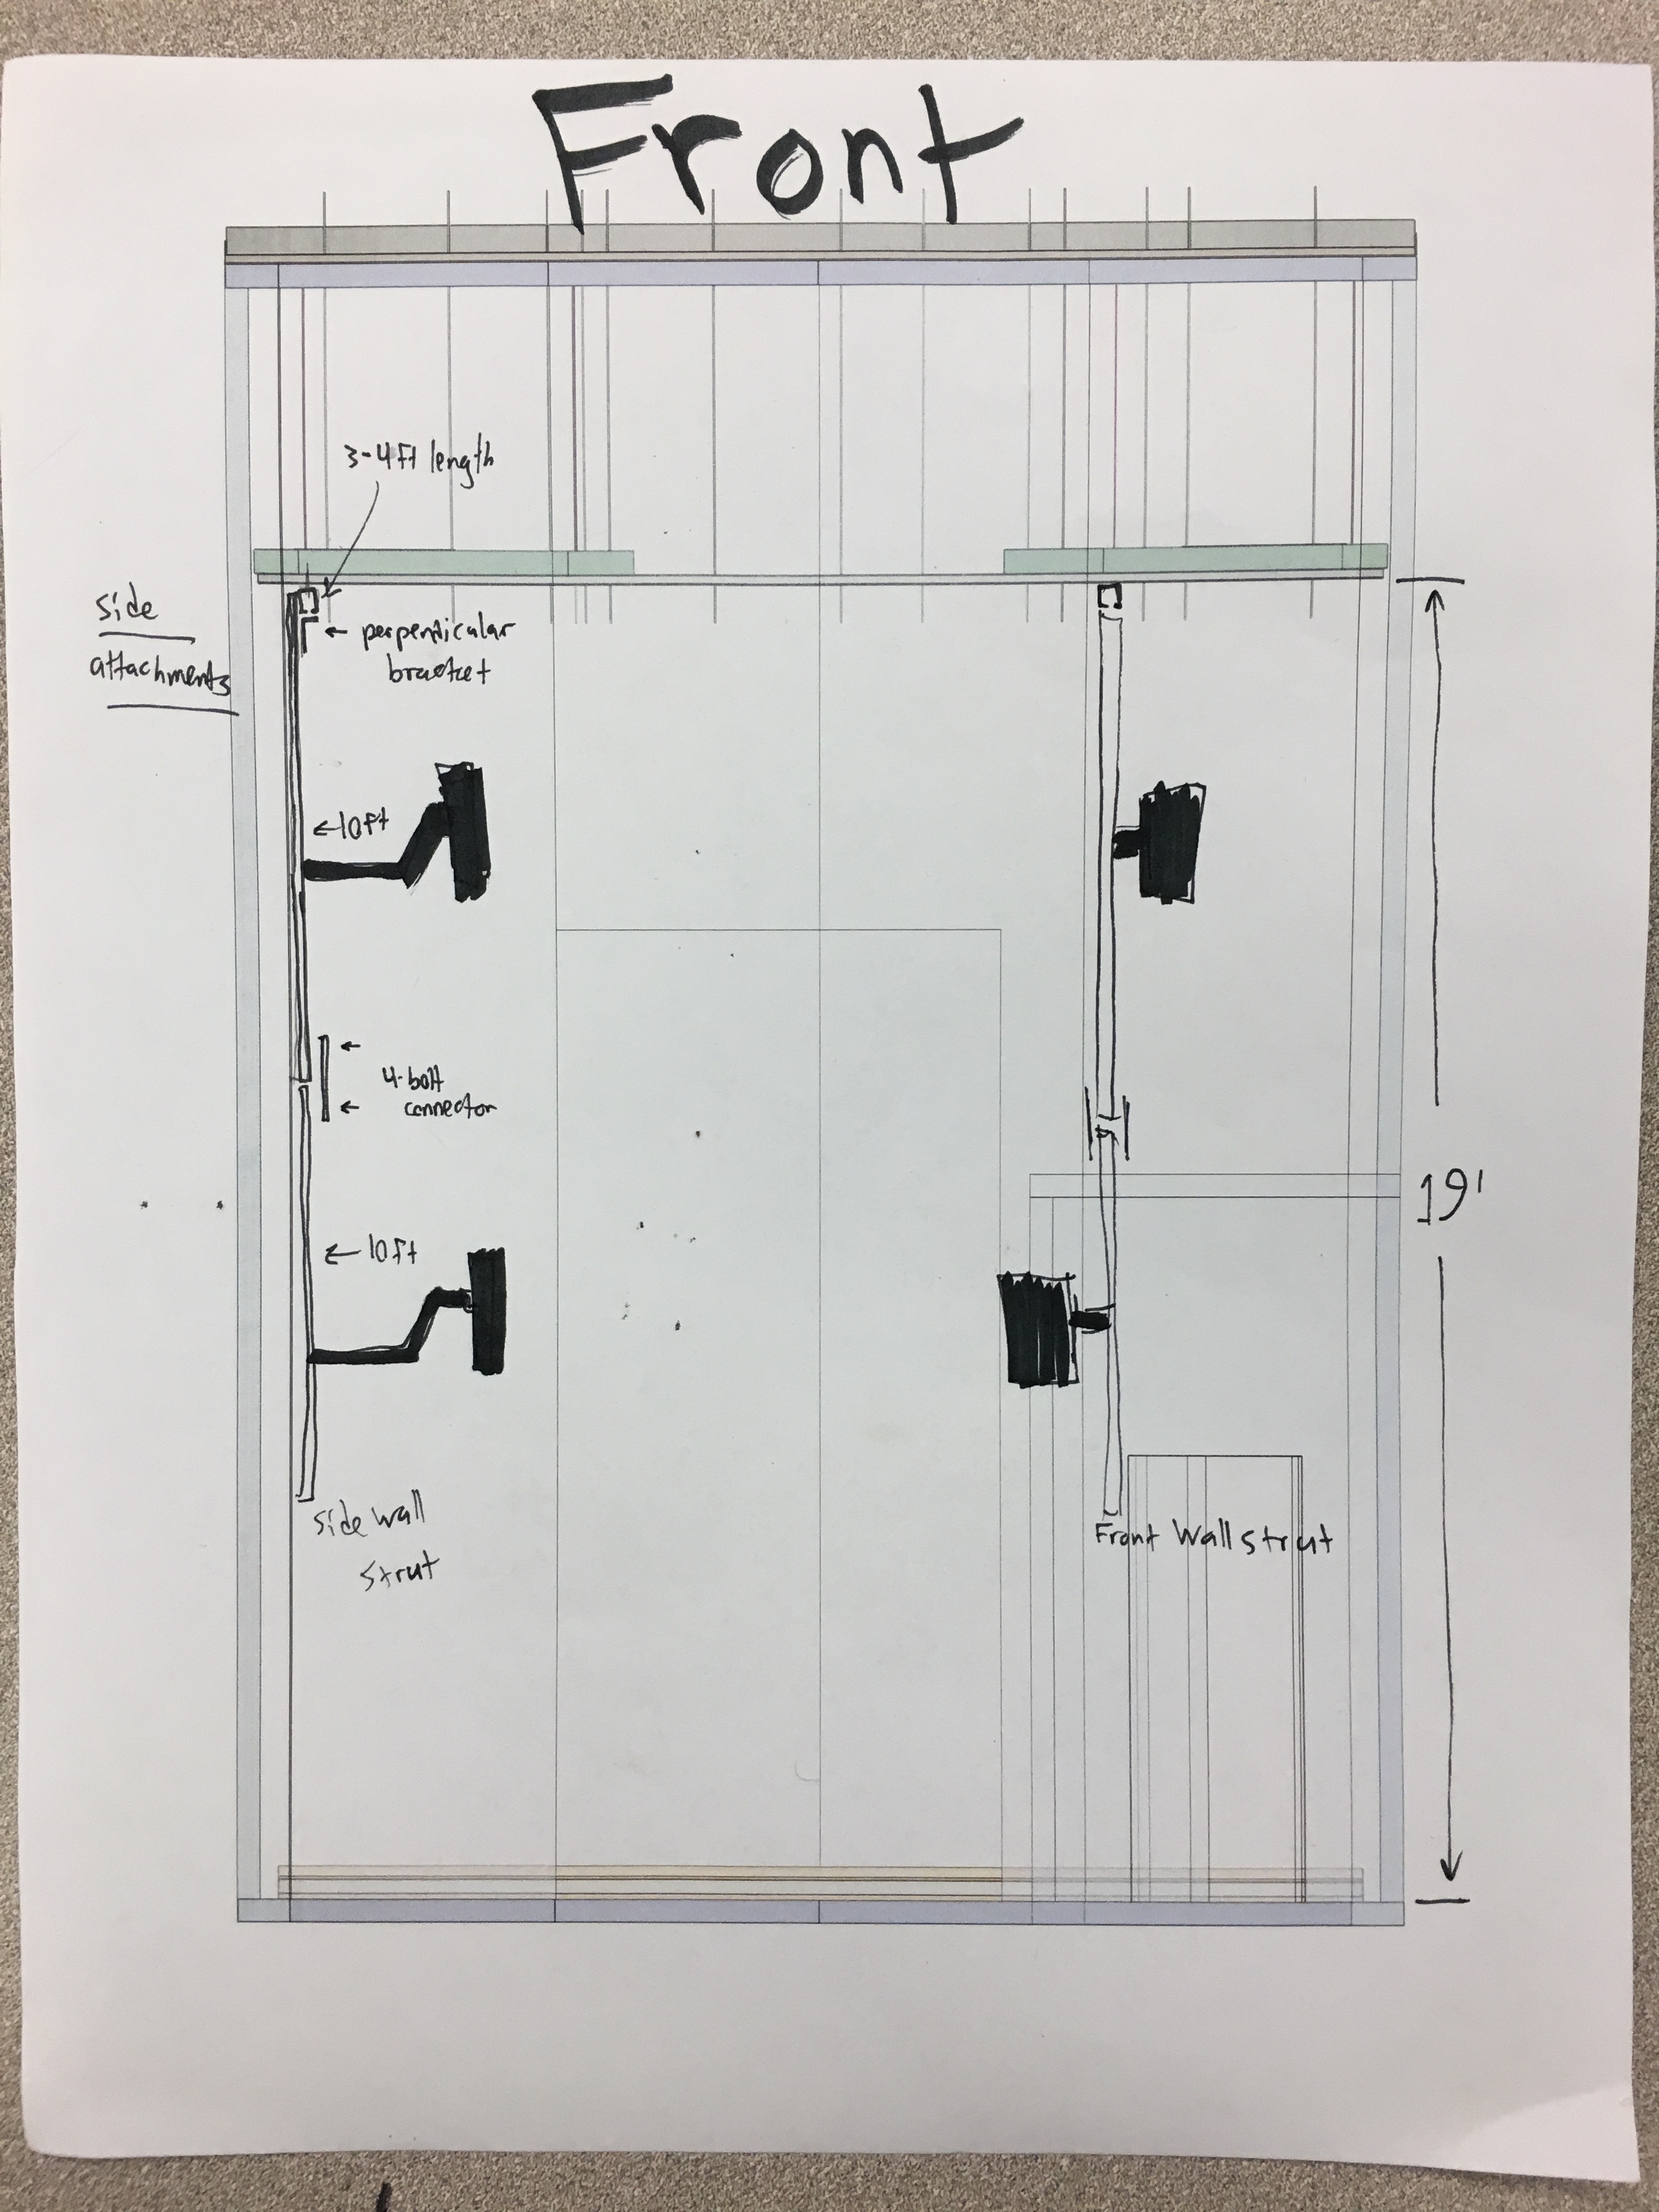 Front
side
attachments
3-4ft length
perpendicular
bracket
←10ft
4-bolt
connector
←10ft
side wall
strut
Front Wall Strut
19'